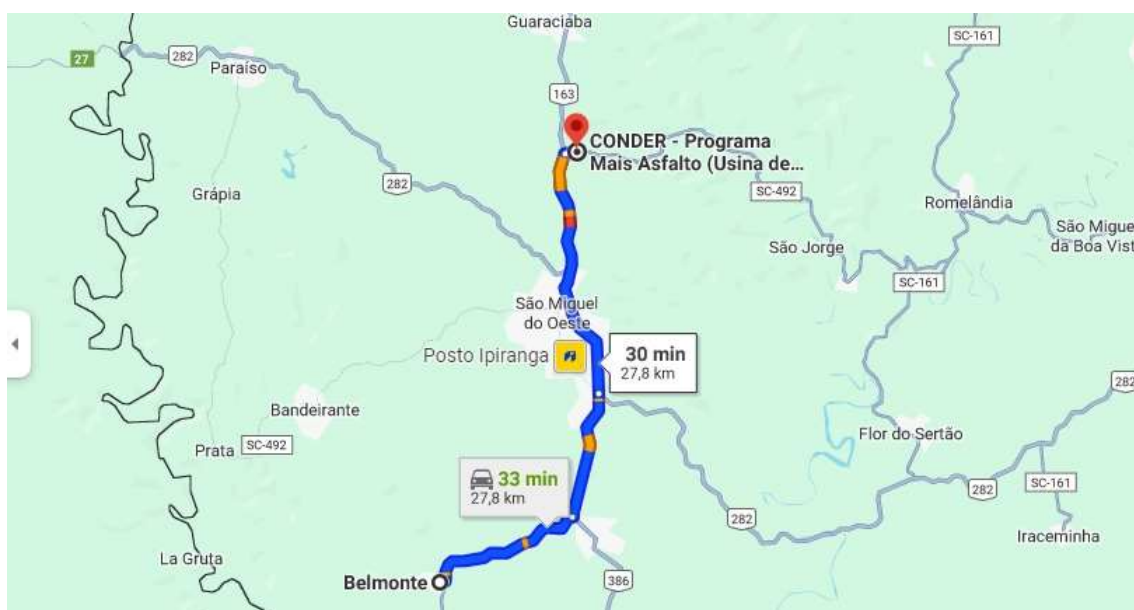 Guaraciaba
SC-161
27
282
Paraíso
163
CONDER - Programa
Mais Asfalto (Usina de...
282
Grápia
SC-492
Romelândia
São Jorge
São Migue
da Boa Vist
SC-161
São Miguel
do Oeste
Posto Ipiranga
30 min
27,8 km
282
Bandeirante
Prata
SC-492
Flor do Sertão
33 min
27,8 km
SC-161
282
282
Iraceminha
La Gruta
Belmonte
386